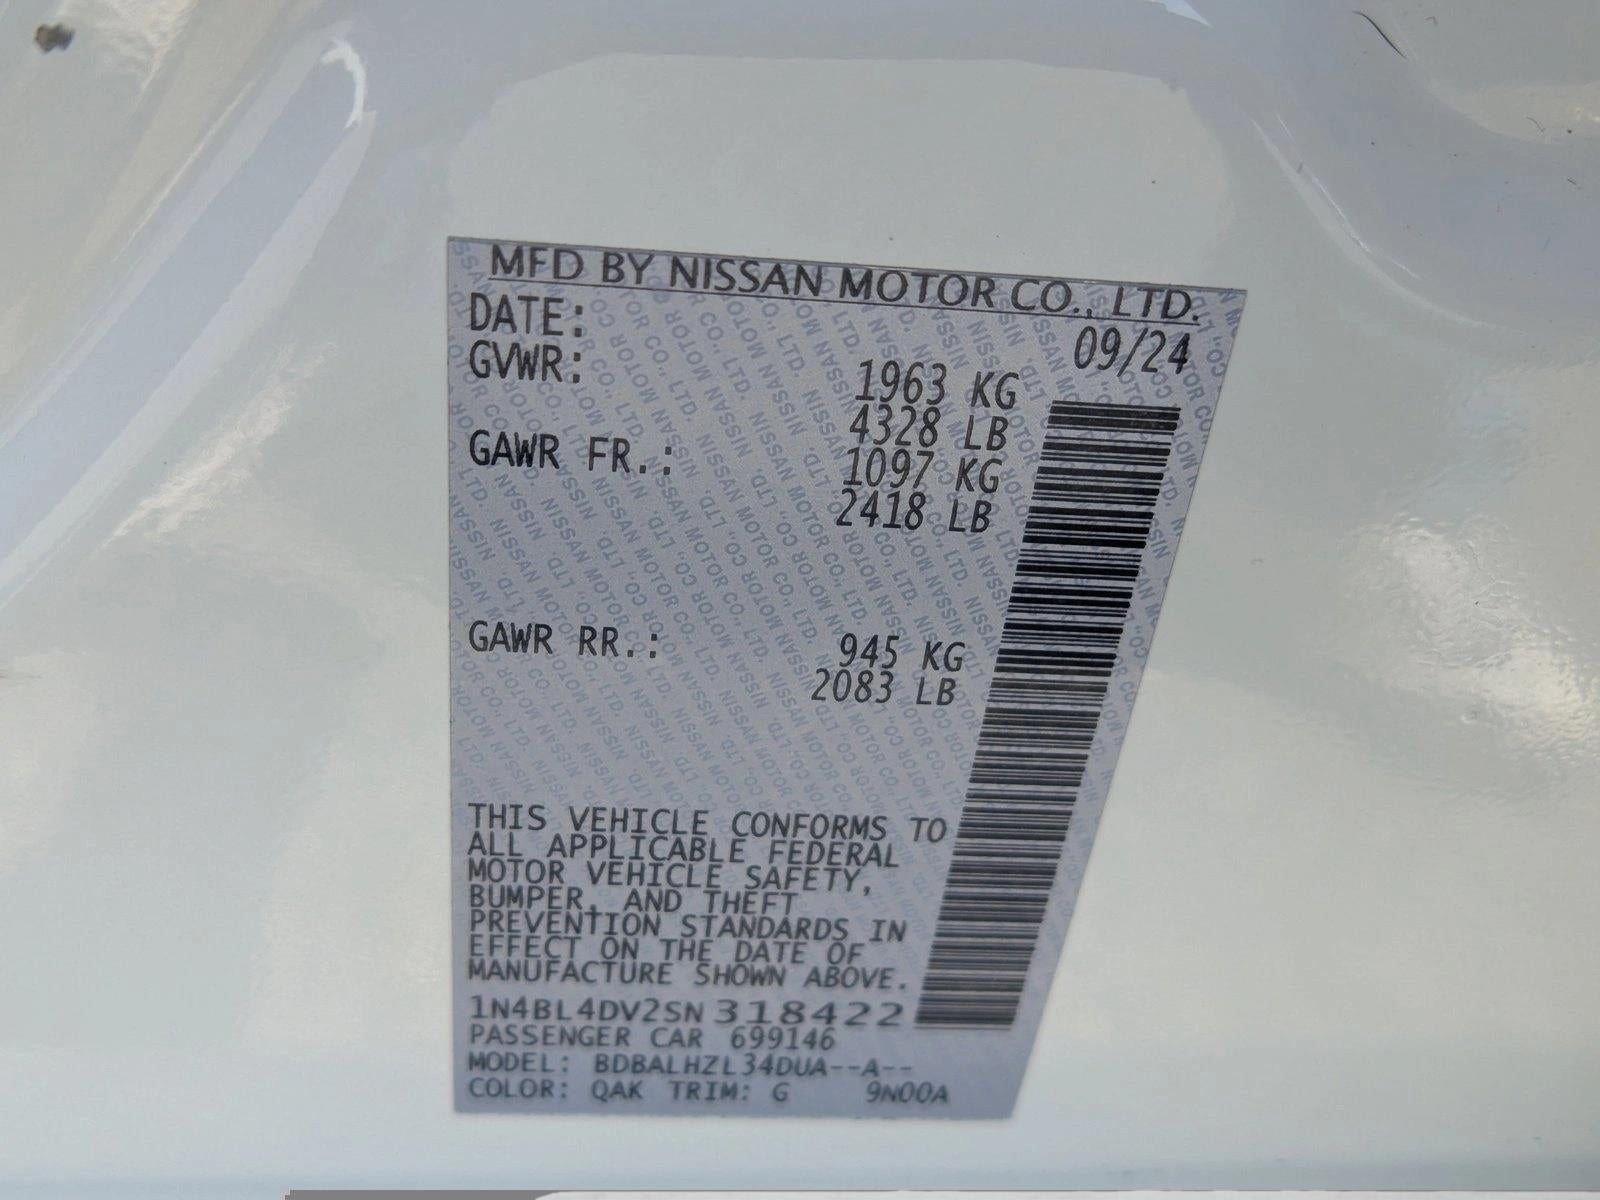 MFD BY NISSAN MOTOR CO., LTD.
DATE: 09/24
GVWR: 1963 KG
4328 LB
GAWR FR.: 1097 KG
2418 LB
GAWR RR.: 945 KG
2083 LB
THIS VEHICLE CONFORMS TO
ALL APPLICABLE FEDERAL
MOTOR VEHICLE SAFETY,
BUMPER, AND THEFT
PREVENTION STANDARDS IN
EFFECT ON THE DATE OF
MANUFACTURE SHOWN ABOVE.
1N4BL4DV2SN318422
PASSENGER CAR 699146
MODEL: BDBALHZL34DUA--A--
COLOR: QAK TRIM: G 9N00A